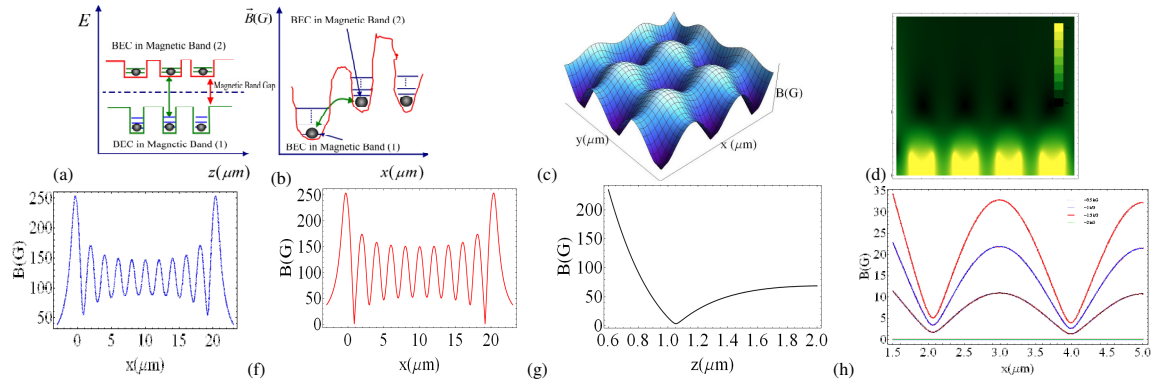 E
BEC in Magnetic Band (2)
Magnetic Band Gap
BEC in Magnetic Band (1)
(a)
z(μm)
B(G)
BEC in Magnetic Band (2)
BEC in Magnetic Band (1)
(b)
x(μm)
B(G)
y(μm)
x (μm)
(c)
(d)
250
200
150
100
50
B(G)
0 5 10 15 20
x(μm)
(f)
250
200
150
100
50
0
B(G)
0 5 10 15 20
x(μm)
(g)
200
150
100
50
0
B(G)
0.6 0.8 1.0 1.2 1.4 1.6 1.8 2.0
z(μm)
(h)
35
30
25
20
15
10
5
0
B(G)
1.5 2.0 2.5 3.0 3.5 4.0 4.5 5.0
x(μm)